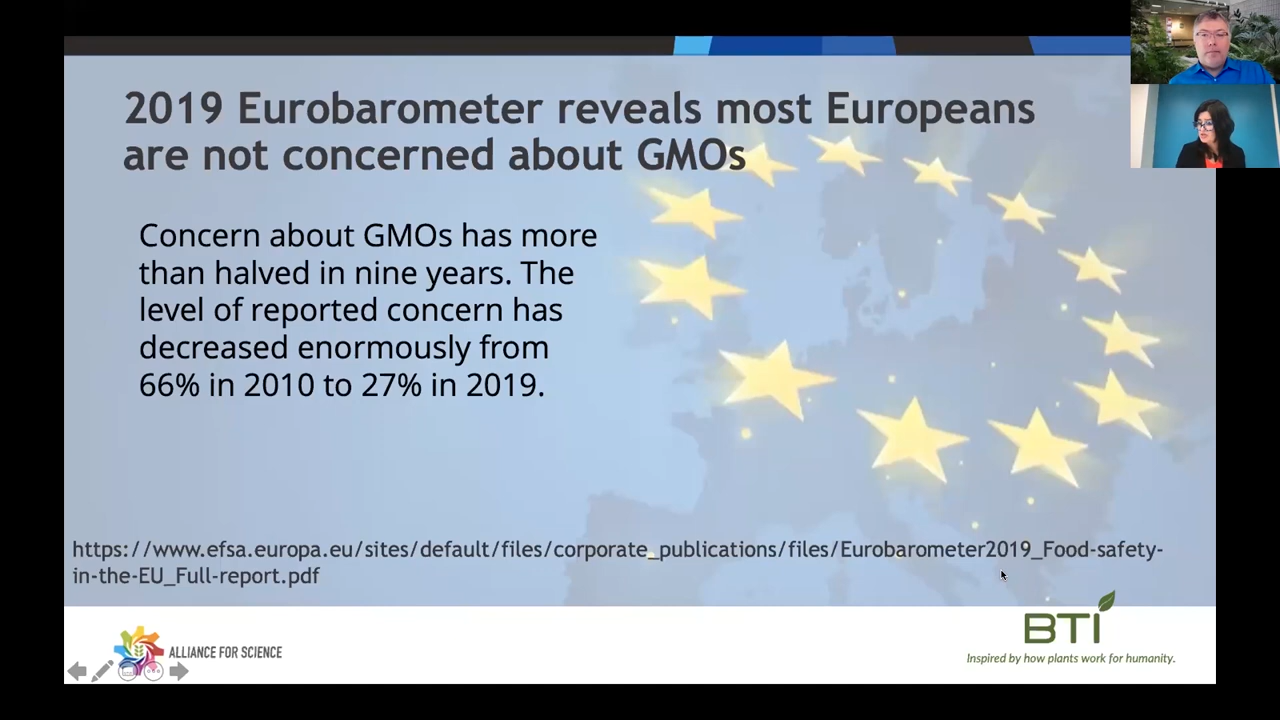 2019 Eurobarometer reveals most Europeans
are not concerned about GMOs
Concern about GMOs has more
than halved in nine years. The
level of reported concern has
decreased enormously from
66% in 2010 to 27% in 2019.
https://www.efsa.europa.eu/sites/default/files/corporate_publications/files/Eurobarometer2019_Food-safety-
in-the-EU_Full-report.pdf
ALLIANCE FOR SCIENCE
BTI
Inspired by how plants work for humanity.